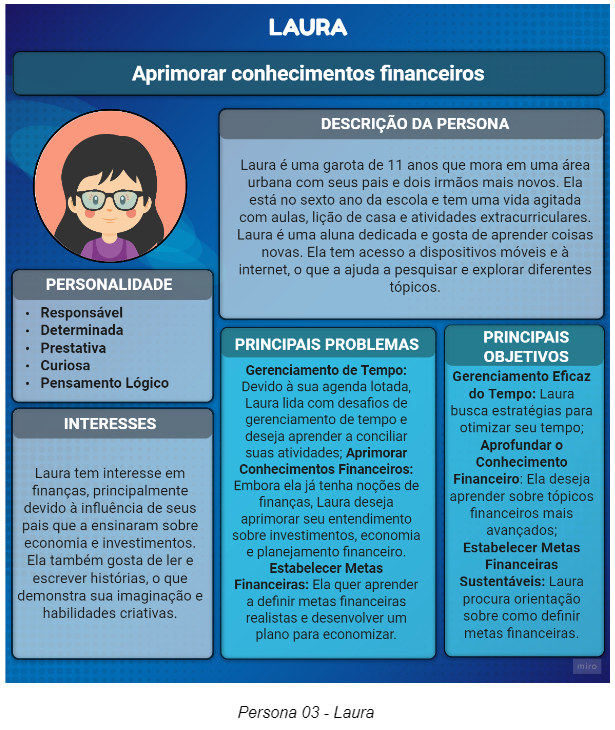 LAURA
Aprimorar conhecimentos financeiros
DESCRIÇÃO DA PERSONA
Laura é uma garota de 11 anos que mora em uma área
urbana com seus pais e dois irmãos mais novos. Ela
está no sexto ano da escola e tem uma vida agitada
com aulas, lição de casa e atividades extracurriculares.
Laura é uma aluna dedicada e gosta de aprender coisas
novas. Ela tem acesso a dispositivos móveis e à
internet, o que a ajuda a pesquisar e explorar diferentes
tópicos.
PERSONALIDADE
• Responsável
• Determinada
• Prestativa
• Curiosa
• Pensamento Lógico
INTERESSES
Laura tem interesse em
finanças, principalmente
devido à influência de seus
pais que a ensinaram sobre
economia e investimentos.
Ela também gosta de ler e
escrever histórias, o que
demonstra sua imaginação e
habilidades criativas.
PRINCIPAIS PROBLEMAS
Gerenciamento de Tempo:
Devido à sua agenda lotada,
Laura lida com desafios de
gerenciamento de tempo e
deseja aprender a conciliar
suas atividades; Aprimorar
Conhecimentos Financeiros:
Embora ela já tenha noções de
finanças, Laura deseja
aprimorar seu entendimento
sobre investimentos, economia
e planejamento financeiro.
Estabelecer Metas
Financeiras: Ela quer aprender
a definir metas financeiras
realistas e desenvolver um
plano para economizar.
PRINCIPAIS
OBJETIVOS
Gerenciamento Eficaz
do Tempo: Laura
busca estratégias para
otimizar seu tempo;
Aprofundar o
Conhecimento
Financeiro: Ela deseja
aprender sobre tópicos
financeiros mais
avançados;
Estabelecer Metas
Financeiras
Sustentáveis: Laura
procura orientação
sobre como definir
metas financeiras.
miro
Persona 03 - Laura